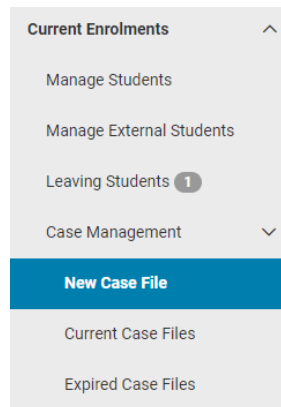 Current Enrolments
Manage Students
Manage External Students
Leaving Students 1
Case Management
New Case File
Current Case Files
Expired Case Files